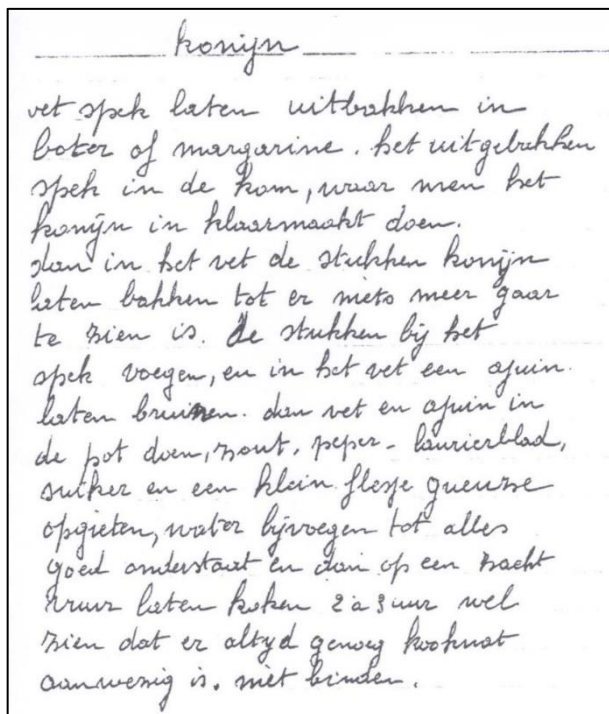 konijn
vet spek laten uitbakken in
boter of margarine. het uitgebakken
spek in de kom, waar men het
konijn in klaarmaakt doen.
dan in het vet de stukken konijn
laten bakken tot er niets meer gaar
te zien is. de stukken bij het
spek voegen, en in het vet een ajuin
laten bruinen. dan vet en ajuin in
de pot doen, zout, peper - laurierblad,
suiker en een klein flesje gueuze
opgieten, water bijvoegen tot alles
goed onderstaat en dan op een zacht
vuur laten koken 2 à 3 uur wel
zien dat er altyd genoeg kooknat
aanwezig is. niet binden.